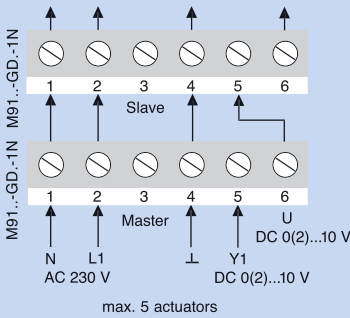 M91..-GD.-1N
1 2 3 4 5 6
Slave
M91..-GD.-1N
1 2 3 4 5 6
Master
U
DC 0(2)...10 V
N L1 ⊥ Y1
AC 230 V DC 0(2)...10 V
max. 5 actuators